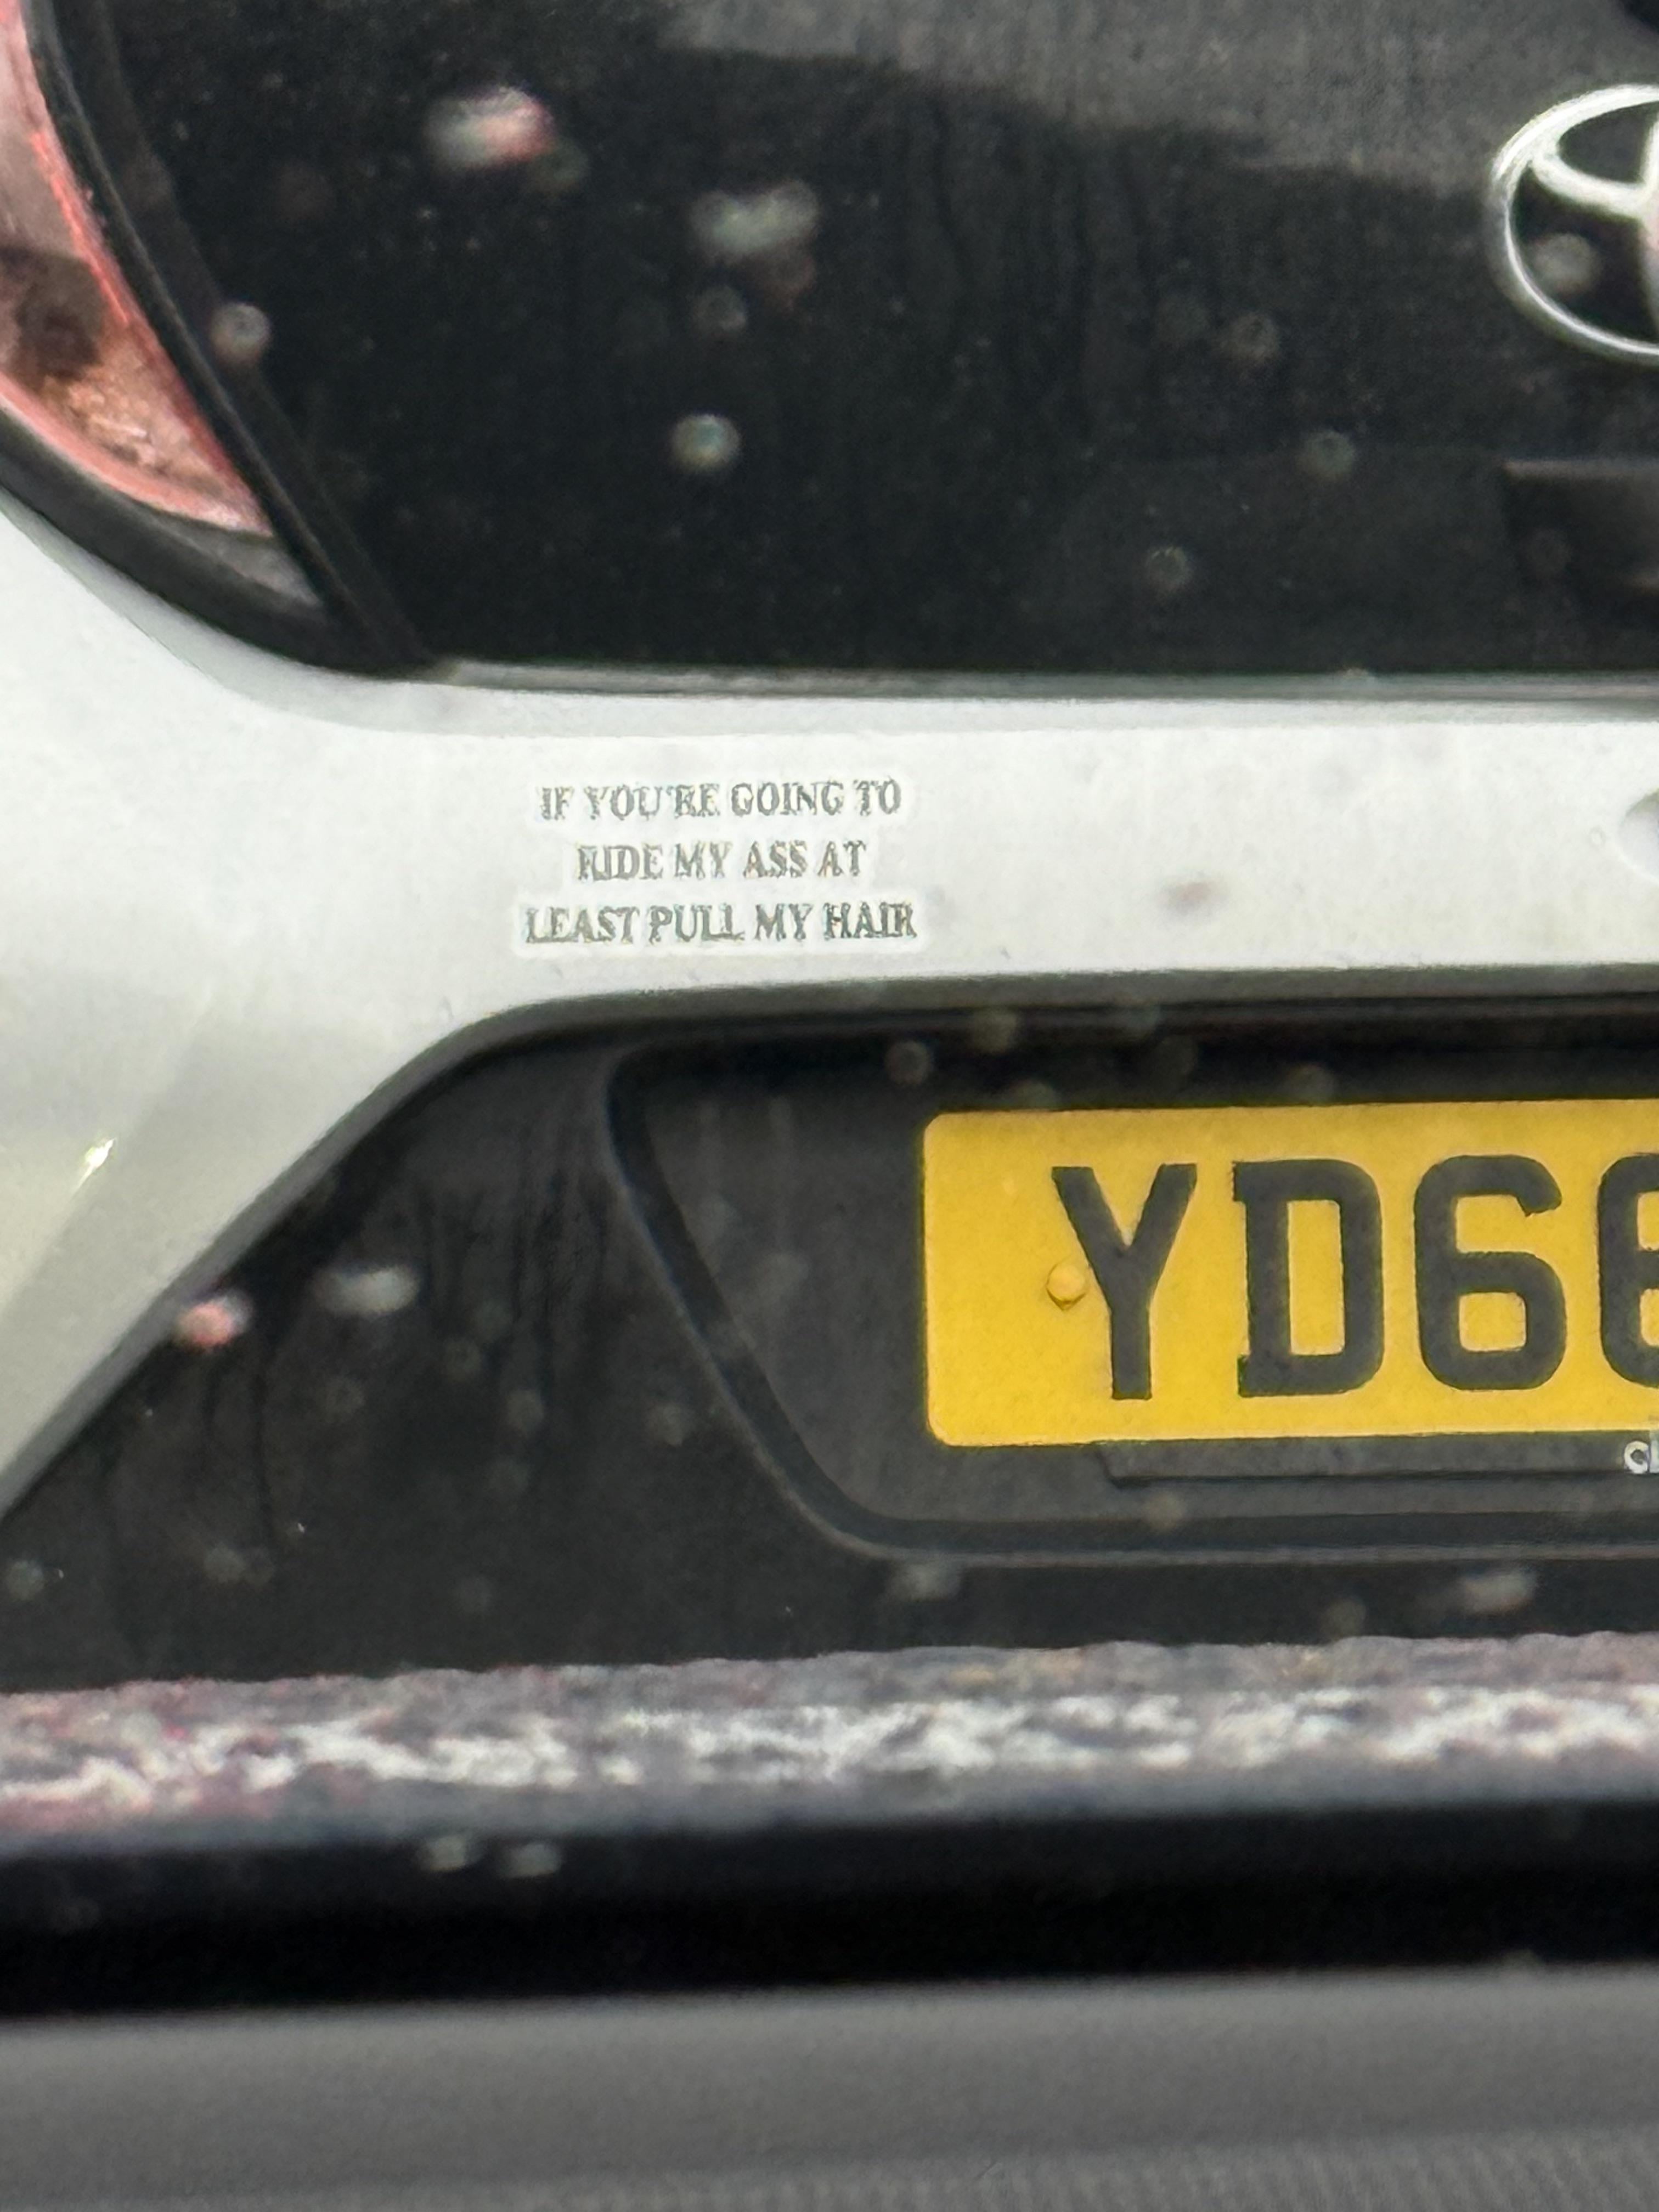 IF YOU'RE GOING TO
RIDE MY ASS AT
LEAST PULL MY HAIR
YD66